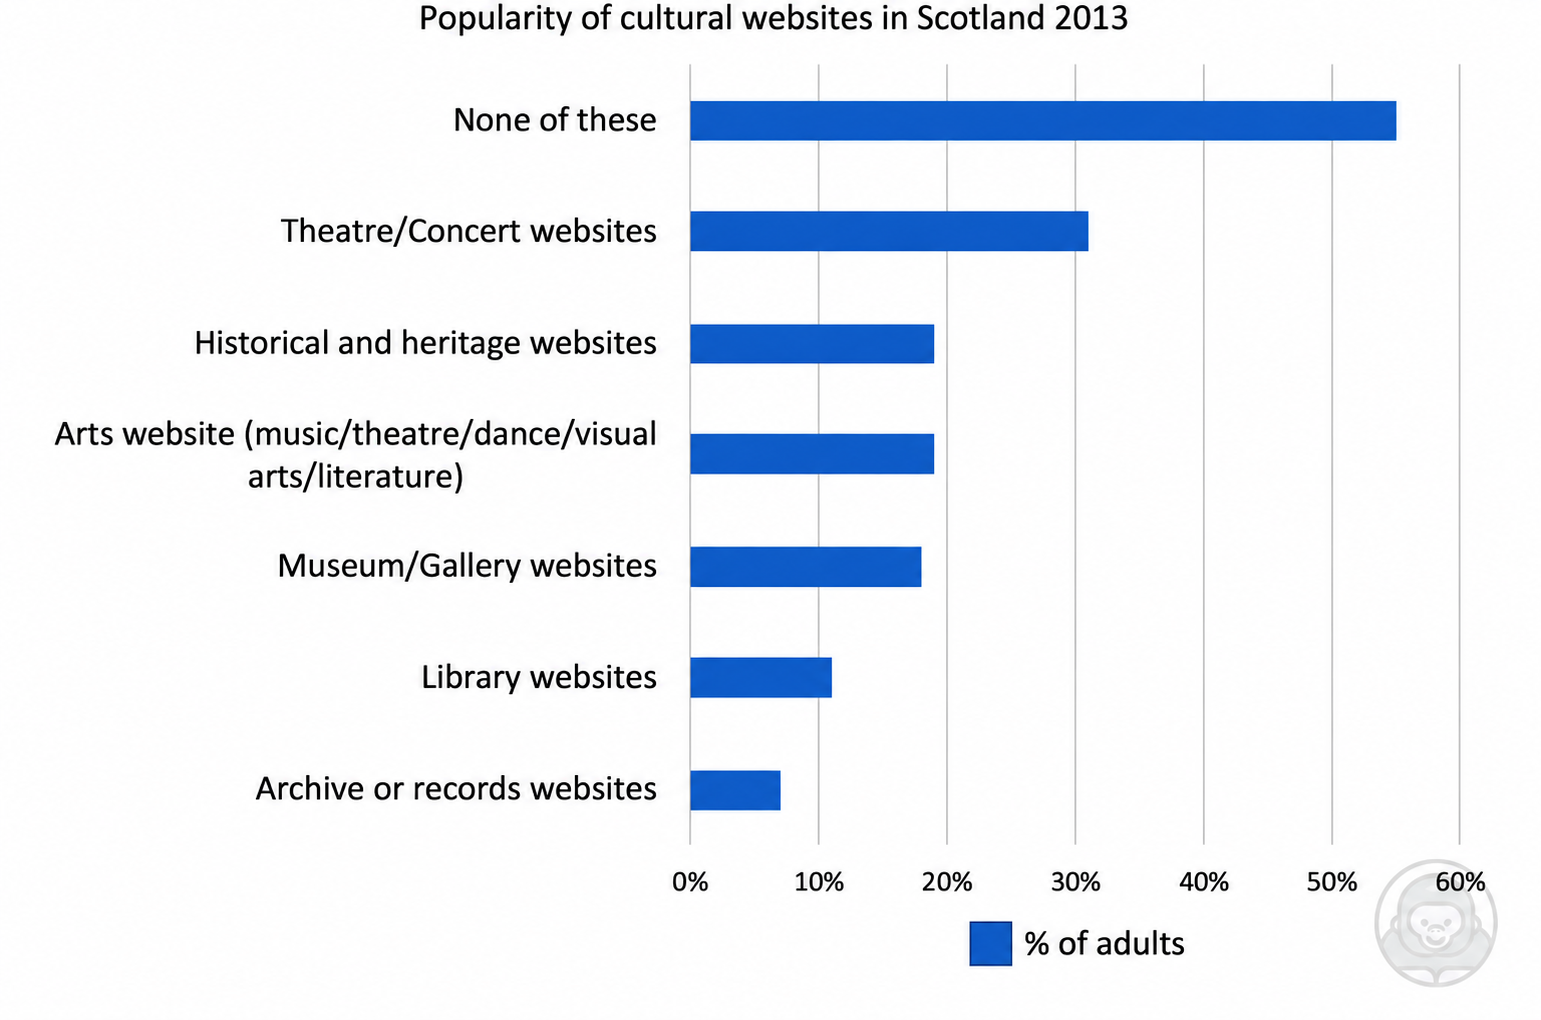 Popularity of cultural websites in Scotland 2013
None of these
Theatre/Concert websites
Historical and heritage websites
Arts website (music/theatre/dance/visual
arts/literature)
Museum/Gallery websites
Library websites
Archive or records websites
0% 10% 20% 30% 40% 50% 60%
% of adults